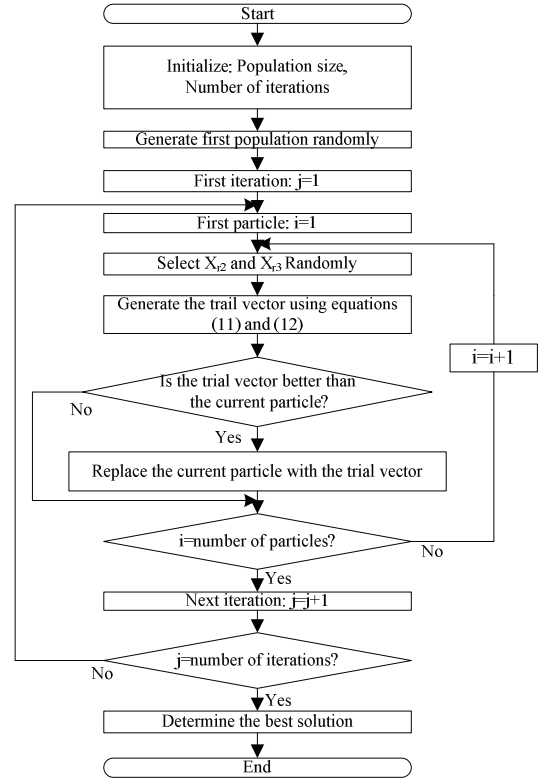 Start
Initialize: Population size,
Number of iterations
Generate first population randomly
First iteration: j=1
First particle: i=1
Select Xr2 and Xr3 Randomly
Generate the trail vector using equations
(11) and (12)
i=i+1
Is the trial vector better than
the current particle?
No
Yes
Replace the current particle with the trial vector
i=number of particles?
No
Yes
Next iteration: j=j+1
j=number of iterations?
No
Yes
Determine the best solution
End